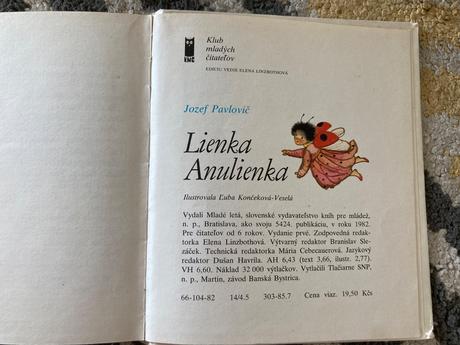 KMC
Klub
mladých
čitateľov
EDÍCIU VEDIE ELENA LINZBOTHOVÁ
Jozef Pavlovič
Lienka
Anulienka
Ilustrovala Ľuba Končeková-Veselá
Vydali Mladé letá, slovenské vydavateľstvo kníh pre mládež,
n. p., Bratislava, ako svoju 5424. publikáciu, v roku 1982.
Pre čitateľov od 6 rokov. Vydanie prvé. Zodpovedná redak-
torka Elena Linzbothová. Výtvarný redaktor Branislav Sle-
záček. Technická redaktorka Mária Cebecauerová. Jazykový
redaktor Dušan Havrila. AH 6,43 (text 3,66, ilustr. 2,77).
VH 6,60. Náklad 32 000 výtlačkov. Vytlačili Tlačiarne SNP,
n. p., Martin, závod Banská Bystrica.
66-104-82 14/4.5 303-85.7 Cena viaz. 19,50 Kčs